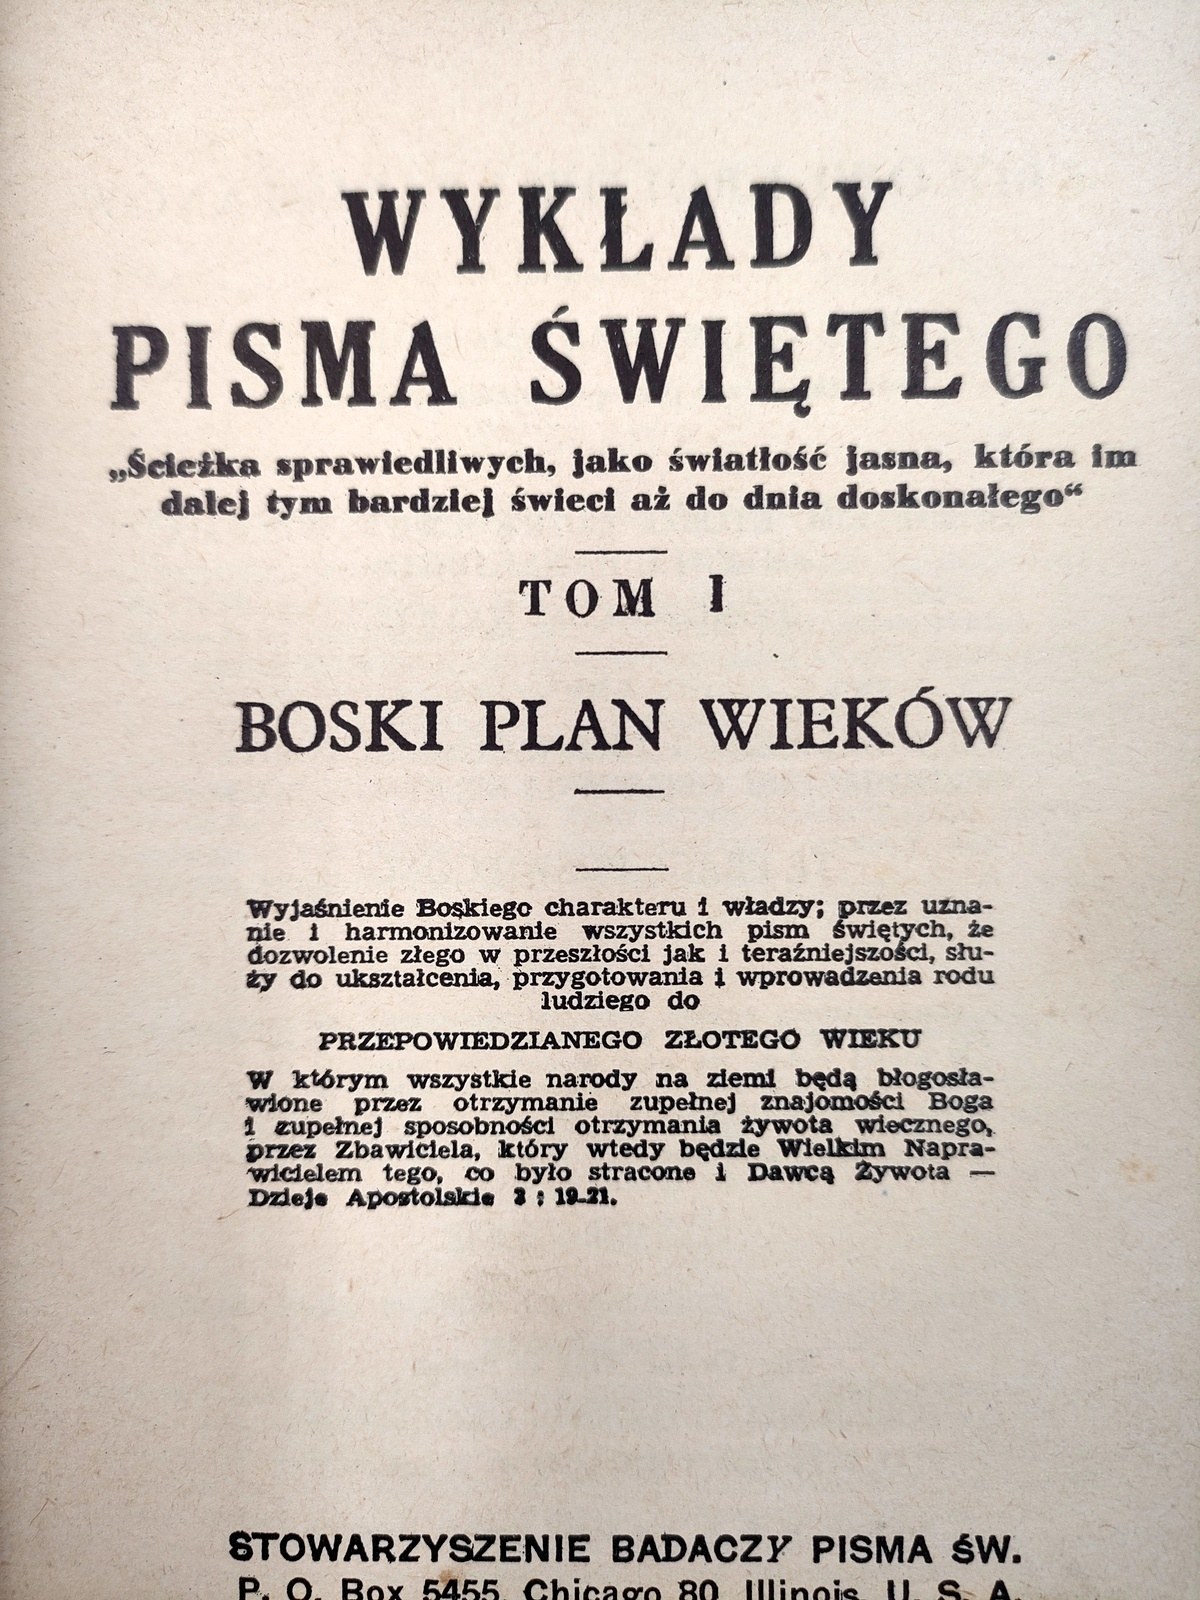 WYKŁADY
PISMA ŚWIĘTEGO
„Ścieżka sprawiedliwych, jako światłość jasna, która im
dalej tym bardziej świeci aż do dnia doskonałego“
TOM I
BOSKI PLAN WIEKÓW
Wyjaśnienie Boskiego charakteru i władzy; przez uzna-
nie i harmonizowanie wszystkich pism świętych, że
dozwolenie złego w przeszłości jak i teraźniejszości, słu-
ży do ukształcenia, przygotowania i wprowadzenia rodu
ludziego do
PRZEPOWIEDZIANEGO ZŁOTEGO WIEKU
W którym wszystkie narody na ziemi będą błogosła-
wione przez otrzymanie zupełnej znajomości Boga
i zupełnej sposobności otrzymania żywota wiecznego,
przez Zbawiciela, który wtedy będzie Wielkim Napra-
wicielem tego, co było stracone i Dawcą Żywota —
Dzieje Apostolskie 3 : 19-21.
STOWARZYSZENIE BADACZY PISMA ŚW.
P. O. Box 5455, Chicago 80, Illinois, U. S. A.